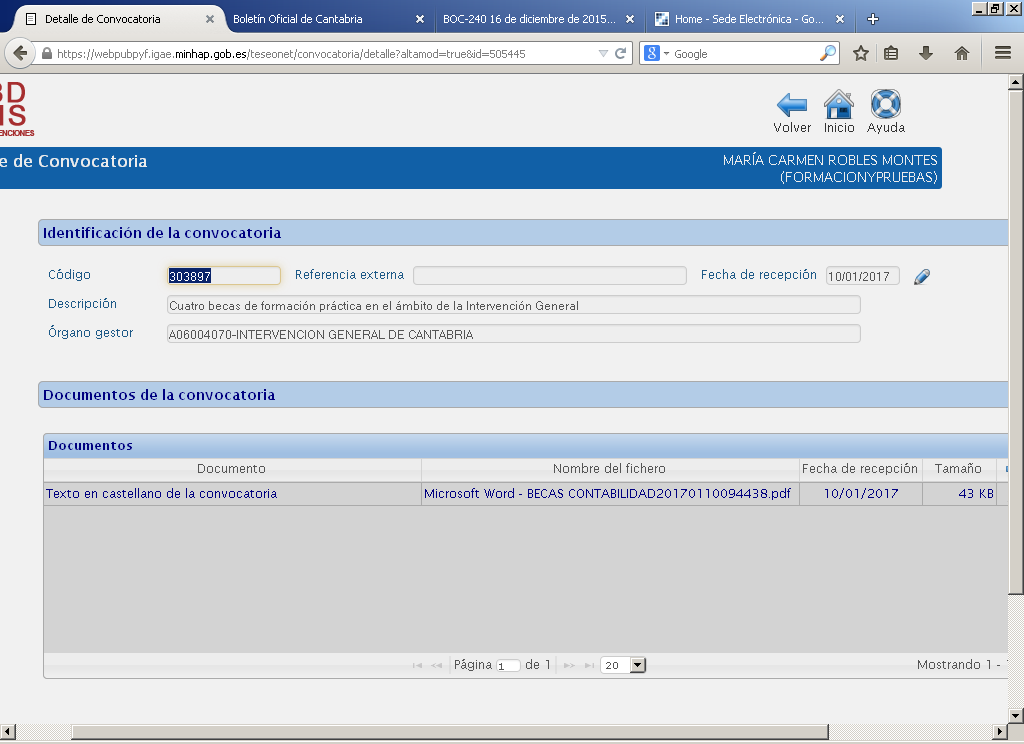 Detalle de Convocatoria
Boletín Oficial de Cantabria
BOC-240 16 de diciembre de 2015...
Home - Sede Electrónica - Go...
https://webpubpyf.igae.minhap.gob.es/teseonet/convocatoria/detalle?altamod=true&id=505445
Google
BD
NS
ENCIONES
Volver Inicio Ayuda
e de Convocatoria
MARÍA CARMEN ROBLES MONTES
(FORMACIONYPRUEBAS)
Identificación de la convocatoria
Código 303897 Referencia externa Fecha de recepción 10/01/2017
Descripción Cuatro becas de formación práctica en el ámbito de la Intervención General
Órgano gestor A06004070-INTERVENCION GENERAL DE CANTABRIA
Documentos de la convocatoria
Documentos
Documento Nombre del fichero Fecha de recepción Tamaño
Texto en castellano de la convocatoria Microsoft Word - BECAS CONTABILIDAD20170110094438.pdf 10/01/2017 43 KB
Página 1 de 1 20 Mostrando 1 -